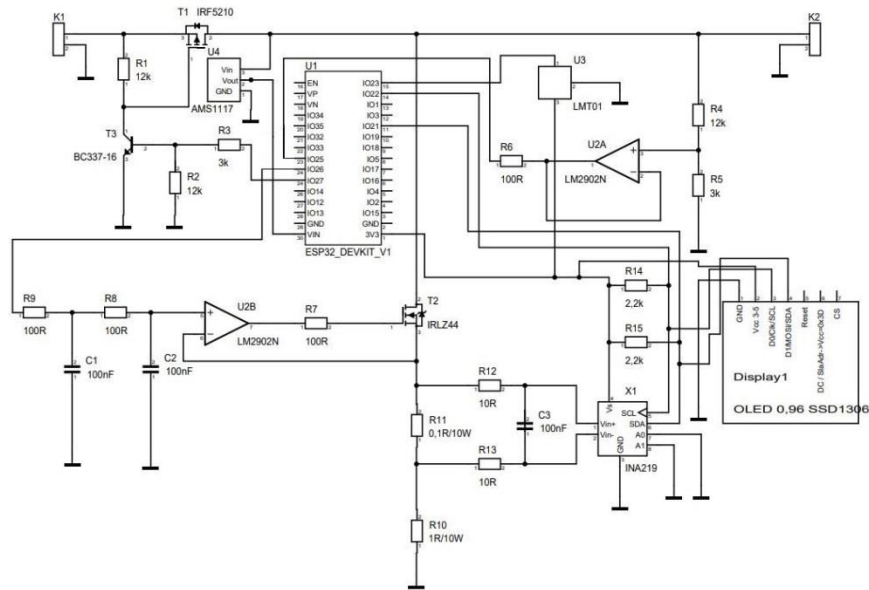 K1
T1 IRF5210
K2
U4
Vin
Vout
GND
AMS1117
R1
12k
U1
EN
VP
VN
IO34
IO35
IO32
IO33
IO25
IO26
IO27
IO14
IO12
IO13
GND
VIN
IO23
IO22
IO1
IO3
IO21
IO19
IO18
IO5
IO17
IO16
IO4
IO2
IO15
GND
3V3
ESP32_DEVKIT_V1
U3
LMT01
R4
12k
T3
BC337-16
R3
3k
R2
12k
R6
100R
U2A
LM2902N
R5
3k
R9
100R
R8
100R
C1
100nF
C2
100nF
U2B
LM2902N
R7
100R
T2
IRLZ44
R14
2,2k
R15
2,2k
R12
10R
R11
0,1R/10W
C3
100nF
R13
10R
X1
Vs
Vin+
Vin-
GND
SCL
SDA
A0
A1
INA219
R10
1R/10W
GND
Vcc 3-5
D0/Clk/SCL
D1/MOSI/SDA
Reset
DC / SlaAdr->Vcc=0x3D
CS
Display1
OLED 0,96 SSD1306